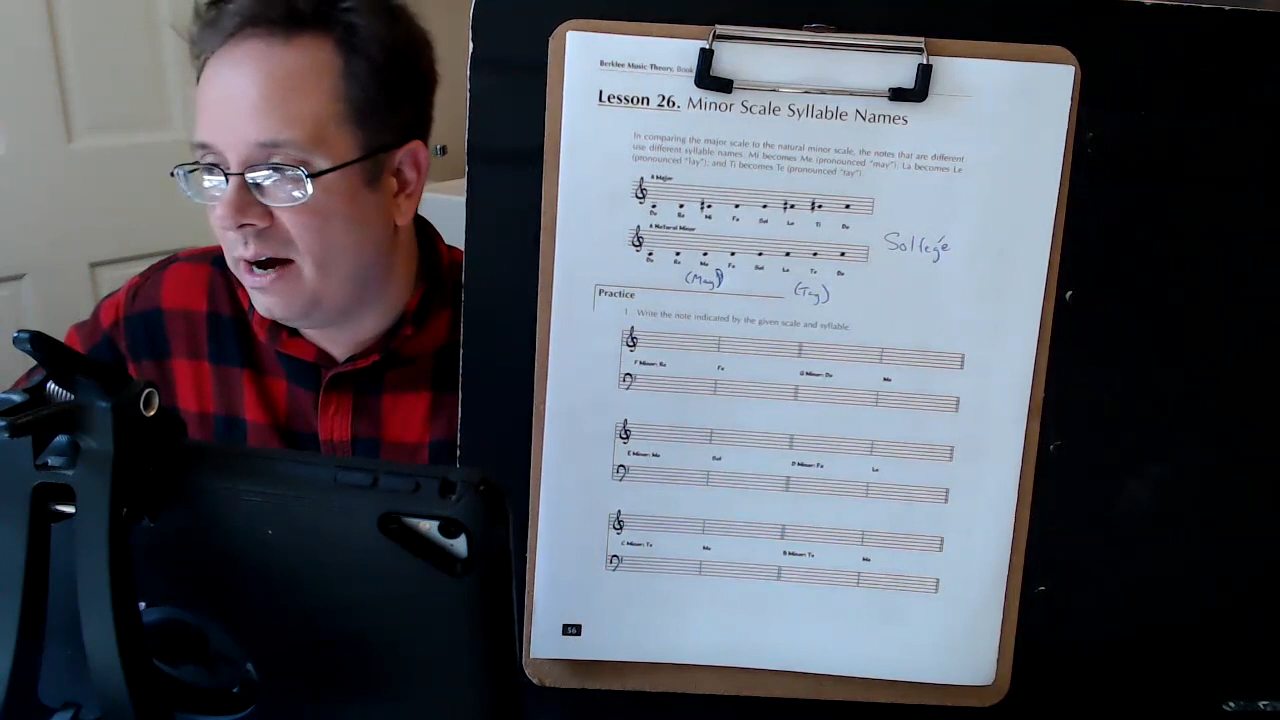 Berklee Music Theory, Book
Lesson 26. Minor Scale Syllable Names
In comparing the major scale to the natural minor scale, the notes that are different
use different syllable names. Mi becomes Me (pronounced "may"), La becomes Le
(pronounced "lay"), and Ti becomes Te (pronounced "tay").
A Major
Do Re Mi Fa Sol La Ti Do
A Natural Minor
Solfegé
Do Re Me Fa Sol Le Te Do
(May) (Tay)
Practice
1. Write the note indicated by the given scale and syllable.
F Minor: Re Fa G Minor: Do Me
E Minor: Me Sol D Minor: Fa Le
C Minor: Te Me B Minor: Te Me
56